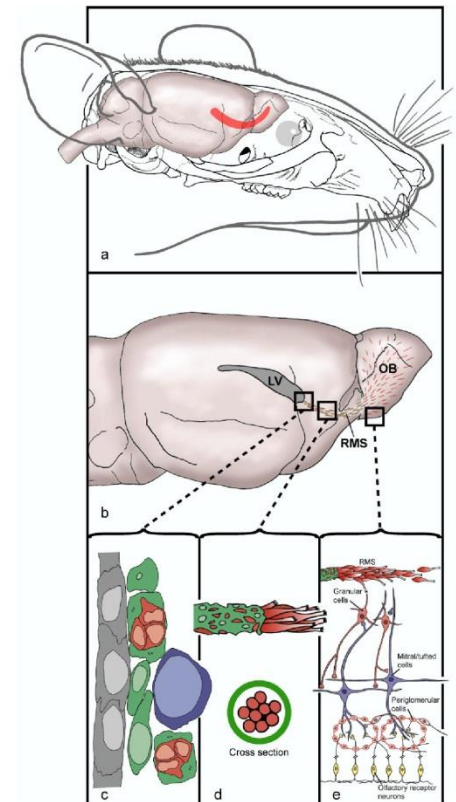 a
LV
OB
RMS
b
RMS
Granular
cells
Mitral/tufted
cells
Periglomerular
cells
Cross section
Olfactory receptor
neurons
c
d
e